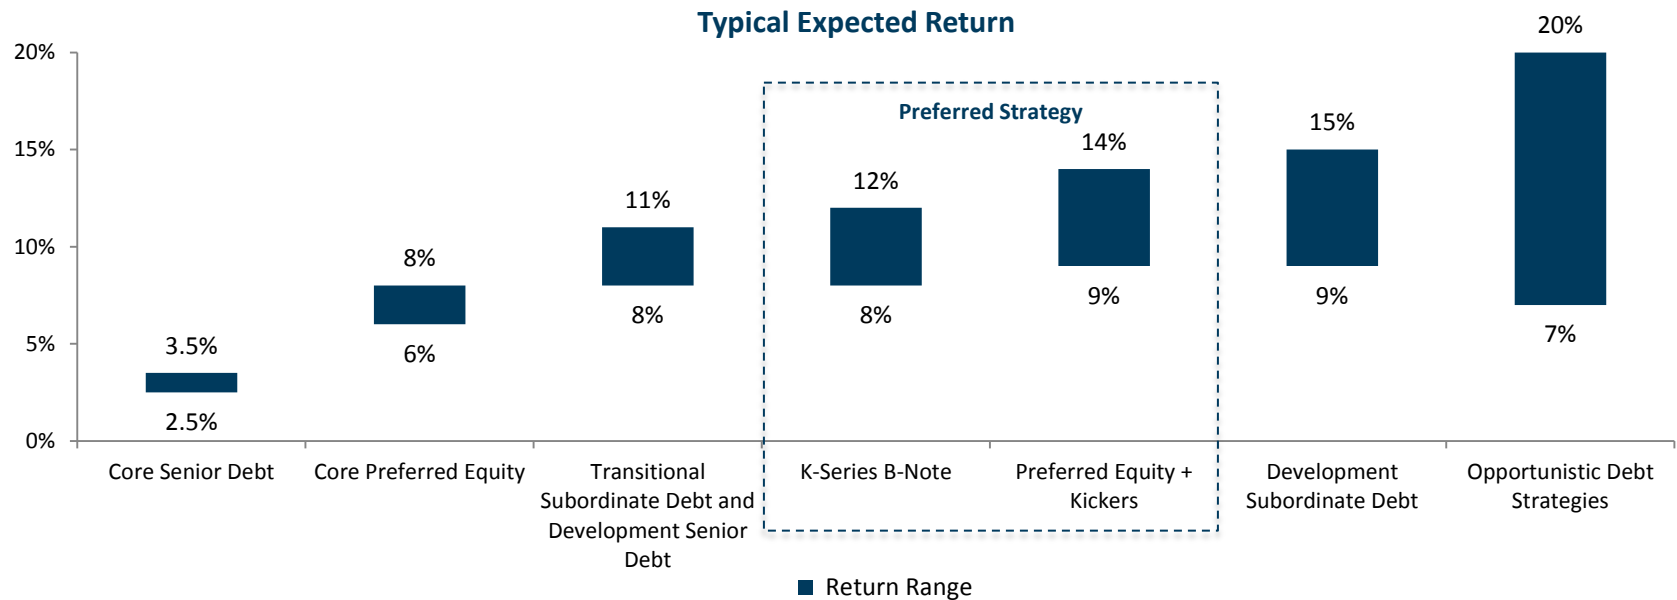 Typical Expected Return
20%
15%
10%
5%
0%
Preferred Strategy
3.5%
2.5%
8%
6%
11%
8%
12%
8%
14%
9%
15%
9%
20%
7%
Core Senior Debt
Core Preferred Equity
Transitional
Subordinate Debt and
Development Senior
Debt
K-Series B-Note
Preferred Equity +
Kickers
Development
Subordinate Debt
Opportunistic Debt
Strategies
Return Range